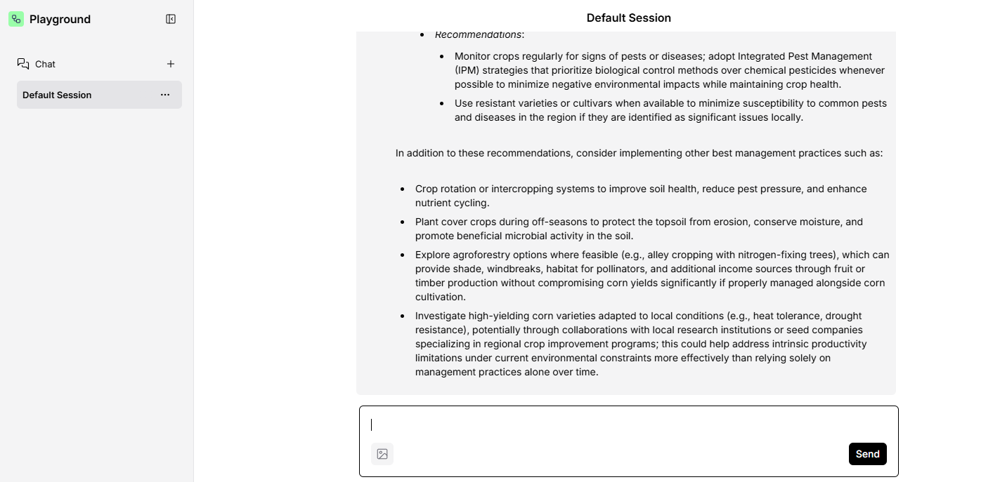 Playground
Default Session
Chat
Default Session
Recommendations:
Monitor crops regularly for signs of pests or diseases; adopt Integrated Pest Management
(IPM) strategies that prioritize biological control methods over chemical pesticides whenever
possible to minimize negative environmental impacts while maintaining crop health.
Use resistant varieties or cultivars when available to minimize susceptibility to common pests
and diseases in the region if they are identified as significant issues locally.
In addition to these recommendations, consider implementing other best management practices such as:
Crop rotation or intercropping systems to improve soil health, reduce pest pressure, and enhance
nutrient cycling.
Plant cover crops during off-seasons to protect the topsoil from erosion, conserve moisture, and
promote beneficial microbial activity in the soil.
Explore agroforestry options where feasible (e.g., alley cropping with nitrogen-fixing trees), which can
provide shade, windbreaks, habitat for pollinators, and additional income sources through fruit or
timber production without compromising corn yields significantly if properly managed alongside corn
cultivation.
Investigate high-yielding corn varieties adapted to local conditions (e.g., heat tolerance, drought
resistance), potentially through collaborations with local research institutions or seed companies
specializing in regional crop improvement programs; this could help address intrinsic productivity
limitations under current environmental constraints more effectively than relying solely on
management practices alone over time.
Send